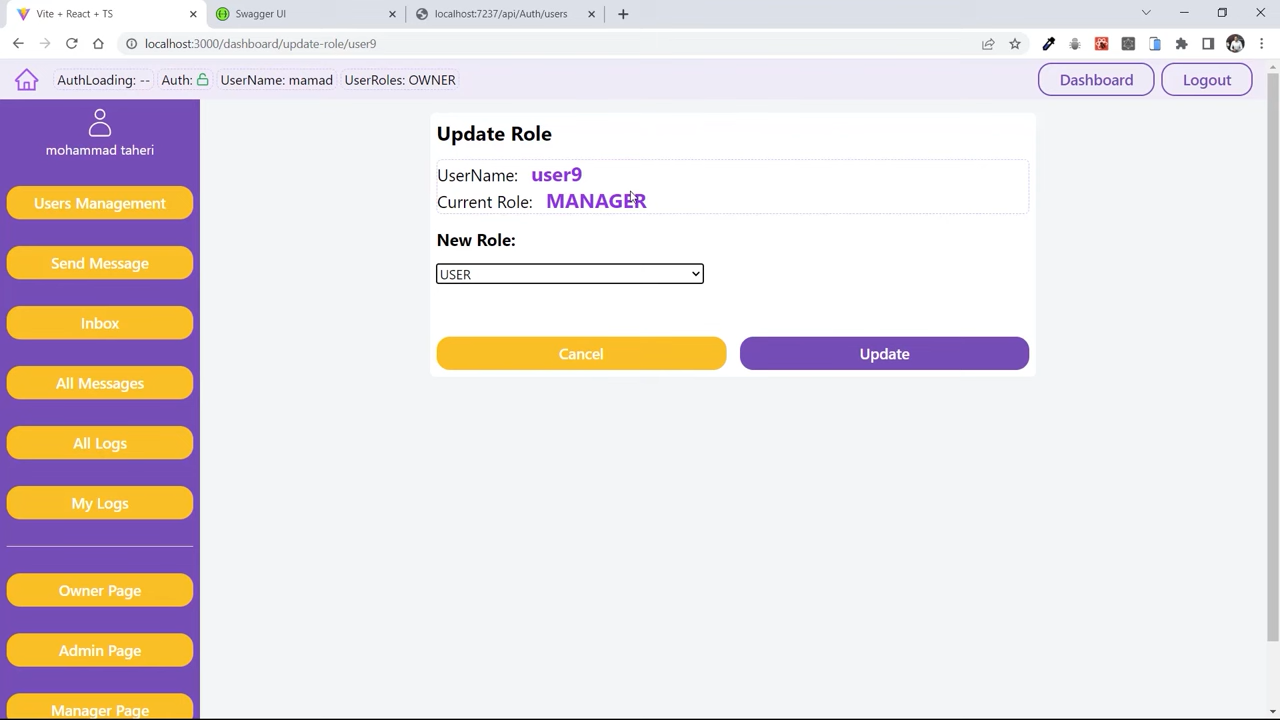 Vite + React + TS
Swagger UI
localhost:7237/api/Auth/users
localhost:3000/dashboard/update-role/user9
AuthLoading: -- Auth: UserName: mamad UserRoles: OWNER
Dashboard
Logout
mohammad taheri
Users Management
Send Message
Inbox
All Messages
All Logs
My Logs
Owner Page
Admin Page
Manager Page
Update Role
UserName: user9
Current Role: MANAGER
New Role:
USER
Cancel
Update